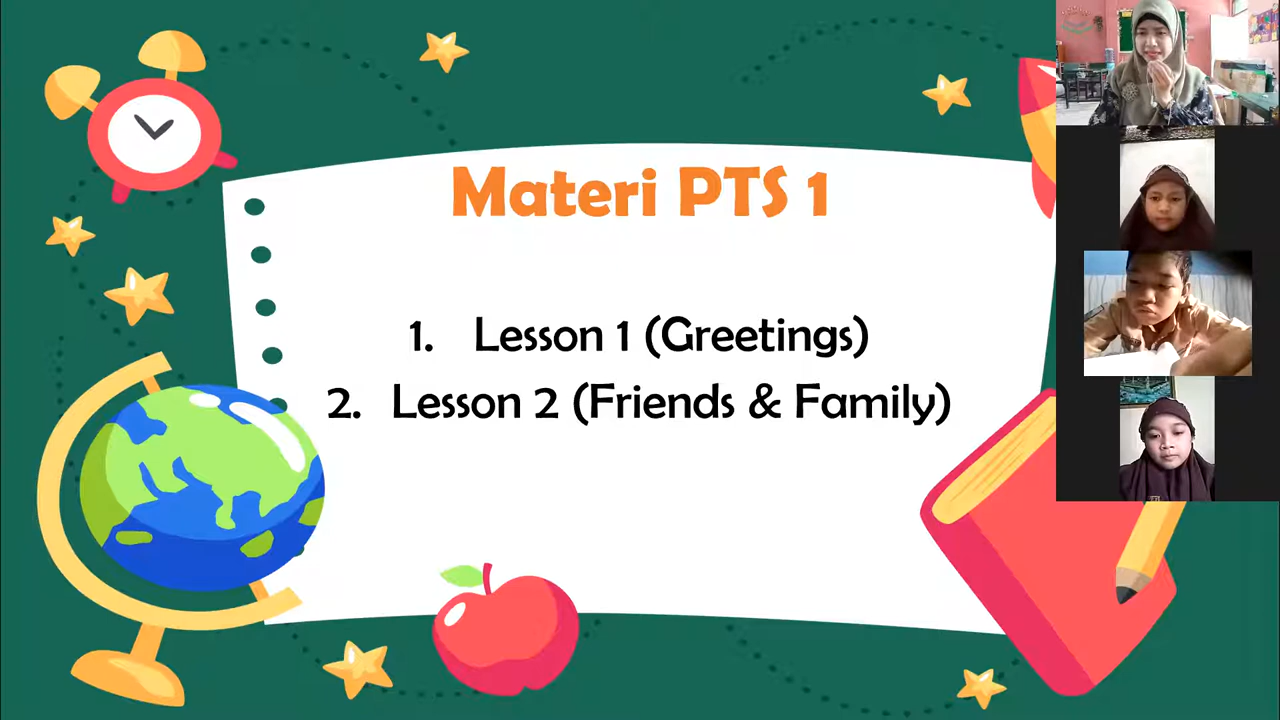 Materi PTS 1
1. Lesson 1 (Greetings)
2. Lesson 2 (Friends & Family)